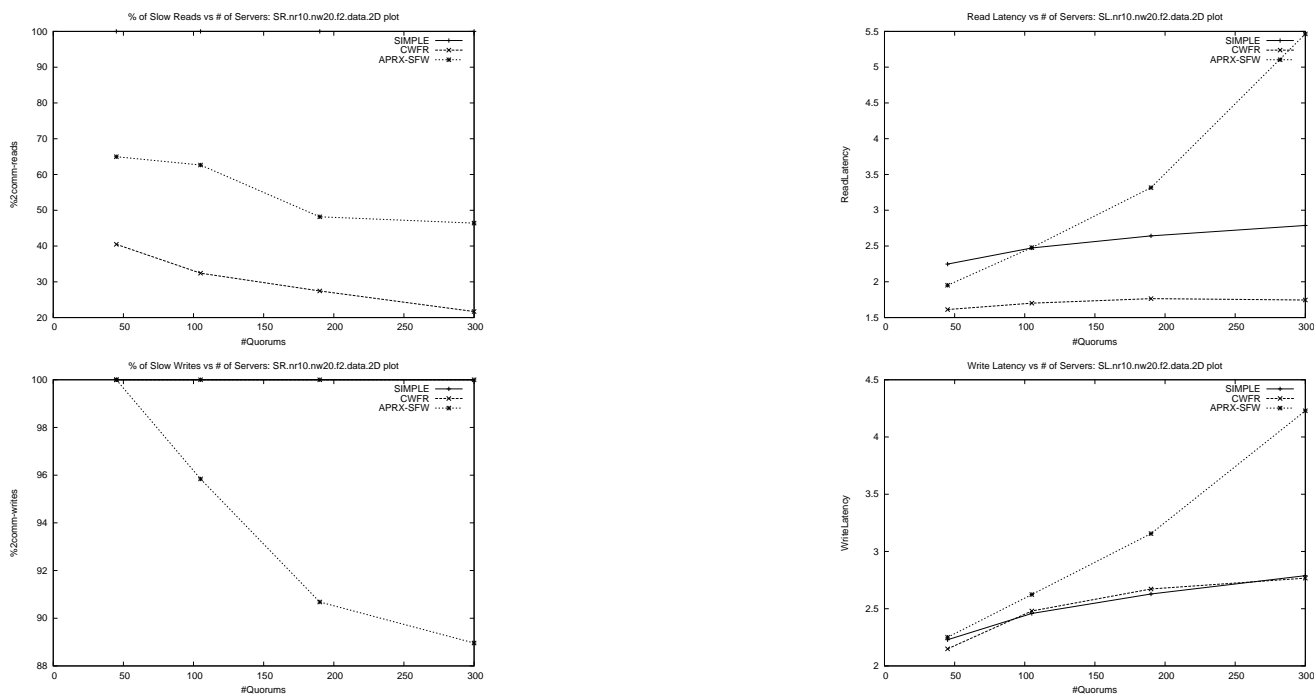 % of Slow Reads vs # of Servers: SR.nr10.nw20.f2.data.2D plot
100
90
80
70
60
50
40
30
20
%2comm-reads
0 50 100 150 200 250 300
#Quorums
SIMPLE
CWFR
APRX-SFW
Read Latency vs # of Servers: SL.nr10.nw20.f2.data.2D plot
5.5
5
4.5
4
3.5
3
2.5
2
1.5
ReadLatency
0 50 100 150 200 250 300
#Quorums
SIMPLE
CWFR
APRX-SFW
% of Slow Writes vs # of Servers: SR.nr10.nw20.f2.data.2D plot
100
98
96
94
92
90
88
%2comm-writes
0 50 100 150 200 250 300
#Quorums
SIMPLE
CWFR
APRX-SFW
Write Latency vs # of Servers: SL.nr10.nw20.f2.data.2D plot
4.5
4
3.5
3
2.5
2
WriteLatency
0 50 100 150 200 250 300
#Quorums
SIMPLE
CWFR
APRX-SFW